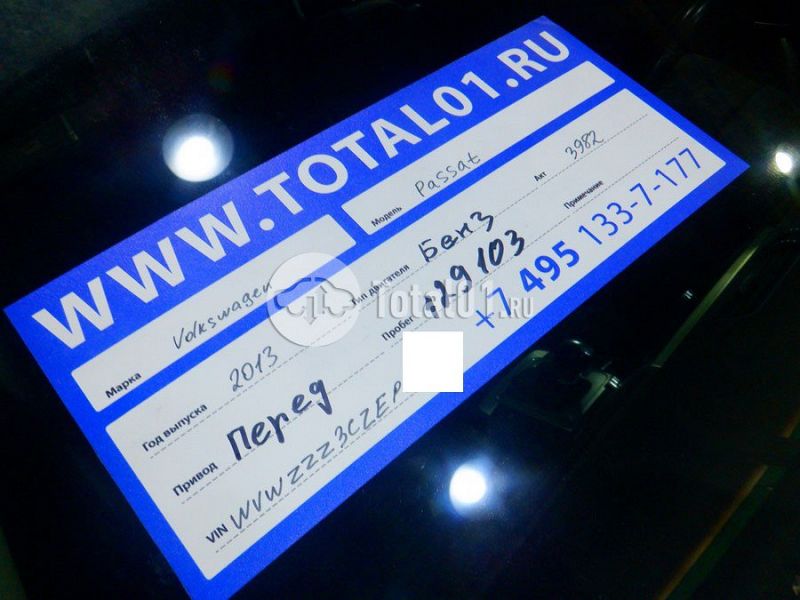 WWW.TOTAL01.RU
Марка Volkswagen Модель Passat
Год выпуска 2013 Тип двигателя Бенз Акт 3982
Привод Перед Пробег 129103 Примечание
VIN WVWZZZ3CZEP
+7 495 133-7-177
Total01.RU